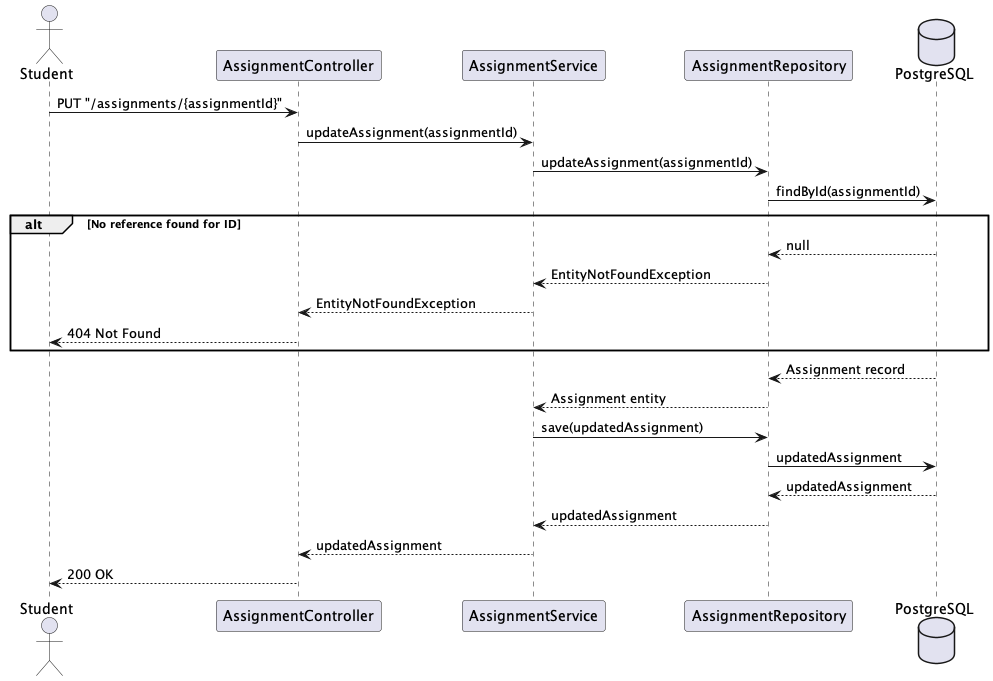 Student
AssignmentController
AssignmentService
AssignmentRepository
PostgreSQL
PUT "/assignments/{assignmentId}"
updateAssignment(assignmentId)
updateAssignment(assignmentId)
findById(assignmentId)
alt
[No reference found for ID]
null
EntityNotFoundException
EntityNotFoundException
404 Not Found
Assignment record
Assignment entity
save(updatedAssignment)
updatedAssignment
updatedAssignment
updatedAssignment
updatedAssignment
200 OK
Student
AssignmentController
AssignmentService
AssignmentRepository
PostgreSQL